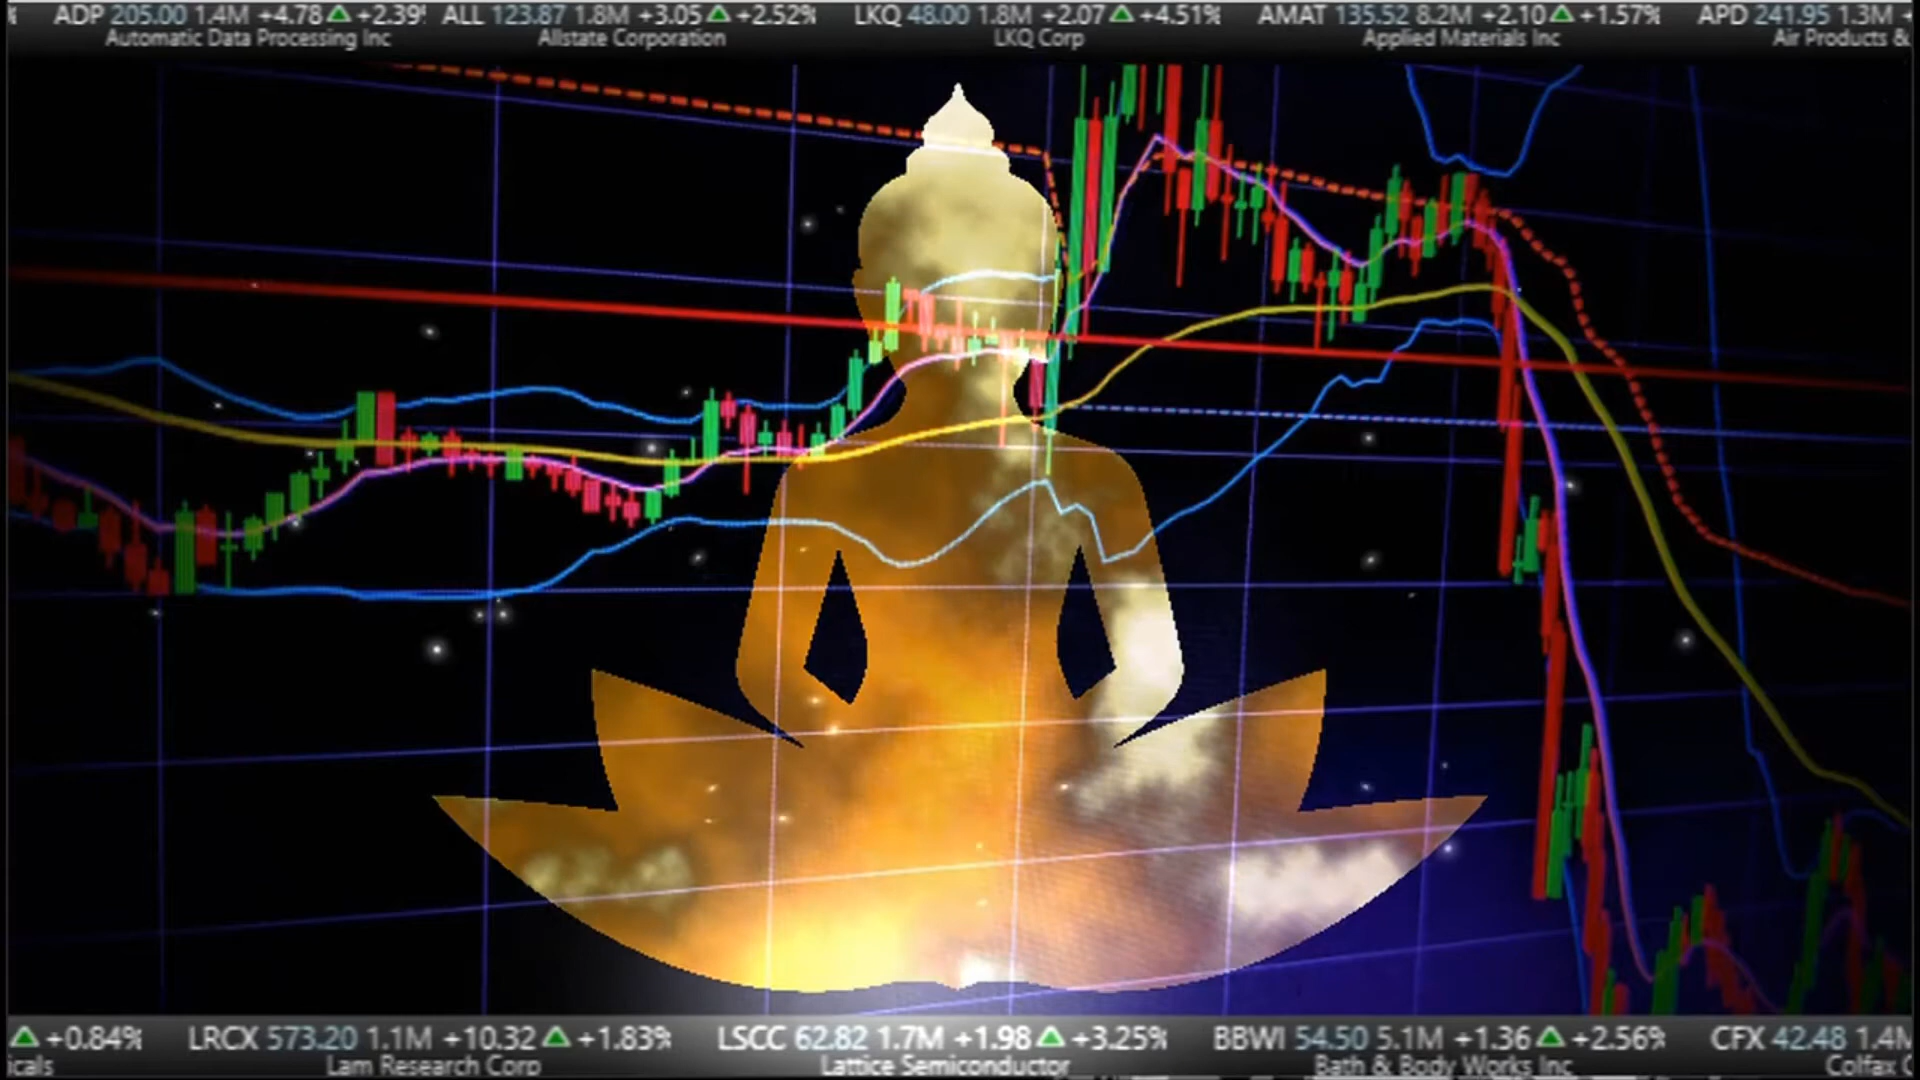 ADP 205.00 1.4M +4.78 ▲ +2.39% ALL 123.87 1.8M +3.05 ▲ +2.52% LKQ 48.00 1.8M +2.07 ▲ +4.51% AMAT 135.52 8.2M +2.10 ▲ +1.57% APD 241.95 1.3M
Automatic Data Processing Inc Allstate Corporation LKQ Corp Applied Materials Inc Air Products &
▲ +0.84% LRCX 573.20 1.1M +10.32 ▲ +1.83% LSCC 62.82 1.7M +1.98 ▲ +3.25% BBWI 54.50 5.1M +1.36 ▲ +2.56% CFX 42.48 1.4M
icals Lam Research Corp Lattice Semiconductor Bath & Body Works Inc Colfax